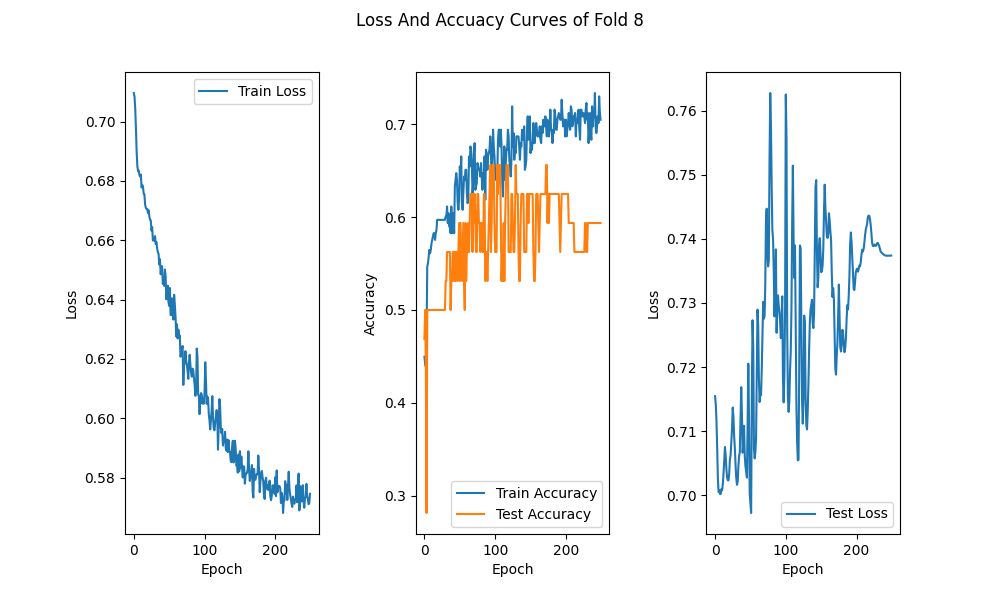 Loss And Accuacy Curves of Fold 8
Train Loss
0.70
0.68
0.66
0.64
0.62
0.60
0.58
0
100
200
Loss
Epoch
Train Accuracy
Test Accuracy
0.7
0.6
0.5
0.4
0.3
0
100
200
Accuracy
Epoch
Test Loss
0.76
0.75
0.74
0.73
0.72
0.71
0.70
0
100
200
Loss
Epoch